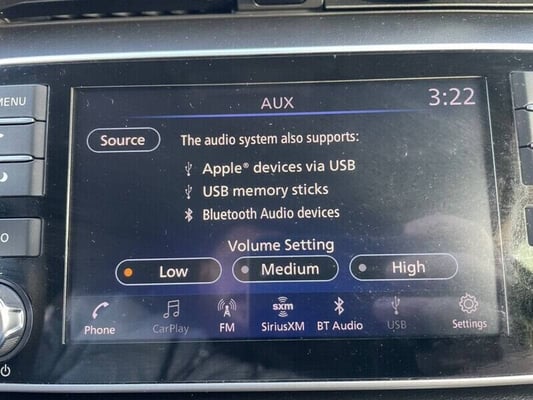 MENU
AUX
3:22
Source
The audio system also supports:
Apple® devices via USB
USB memory sticks
Bluetooth Audio devices
Volume Setting
Low
Medium
High
sxm
Phone
CarPlay
FM
SiriusXM
BT Audio
USB
Settings